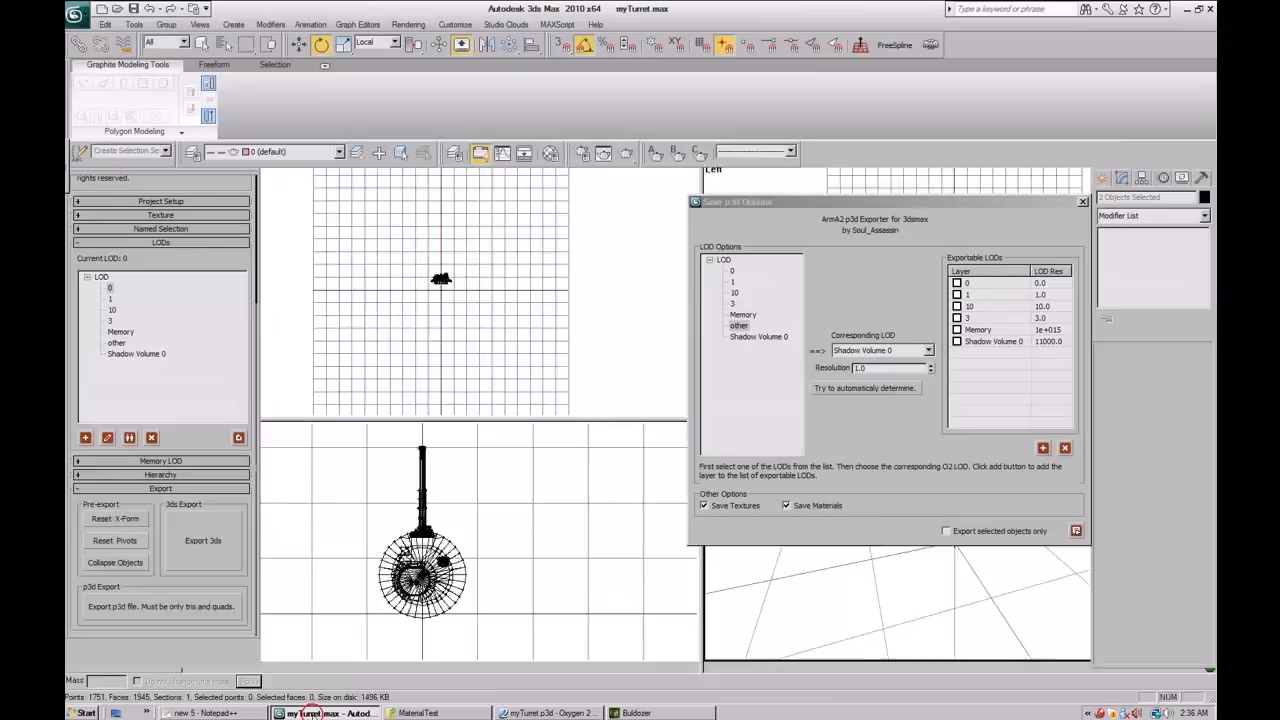 Autodesk 3ds Max 2010 x64    myTurret.max
Type a keyword or phrase
Edit Tools Group Views Create Modifiers Animation Graph Editors Rendering Customize Studio Clouds MAXScript Help
All
Local
FreeSpline
Graphite Modeling Tools
Freeform
Selection
Polygon Modeling
Create Selection Se
0 (default)
rights reserved.
Project Setup
Texture
Named Selection
LODs
Current LOD: 0
LOD
0
1
10
3
Memory
other
Shadow Volume 0
Memory LOD
Hierarchy
Export
Pre-export
3ds Export
Reset X-Form
Reset Pivots
Export 3ds
Collapse Objects
p3d Export
Export p3d file. Must be only tris and quads.
Left
ArmA2 p3d Exporter for 3dsmax
by Soul_Assassin
LOD Options
LOD
0
1
10
3
Memory
other
Shadow Volume 0
Corresponding LOD
==>
Shadow Volume 0
Resolution 1.0
Try to automaticaly determine.
Exportable LODs
Layer LOD Res
0 0.0
1 1.0
10 10.0
3 3.0
Memory 1e+015
Shadow Volume 0 11000.0
First select one of the LODs from the list. Then choose the corresponding O2 LOD. Click add button to add the
layer to the list of exportable LODs.
Other Options
Save Textures
Save Materials
Export selected objects only
2 Objects Selected
Modifier List
Mass:
Points: 1751, Faces: 1945, Sections: 1, Selected points: 0, Selected faces: 0, Size on disk: 1496 KB
NUM
Start
new 5 - Notepad++
myTurret.max - Autod...
MaterialTest
myTurret.p3d - Oxygen 2 ...
Buldozer
2:36 AM